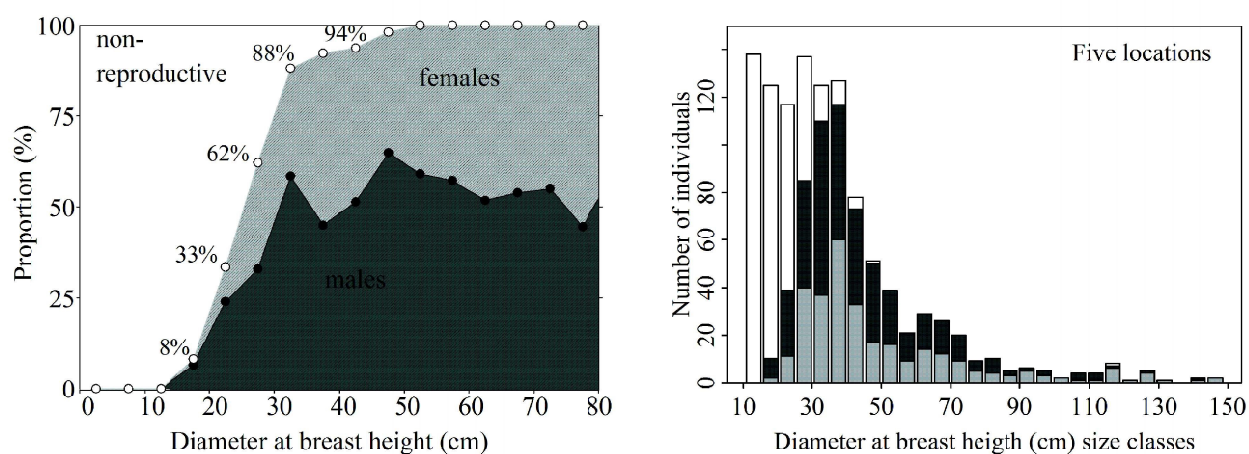 100
75
50
25
0
Proportion (%)
non-
reproductive
females
males
8%
33%
62%
88%
94%
0 10 20 30 40 50 60 70 80
Diameter at breast height (cm)
Five locations
Number of individuals
120
80
60
40
20
0
10 30 50 70 90 110 130 150
Diameter at breast heigth (cm) size classes